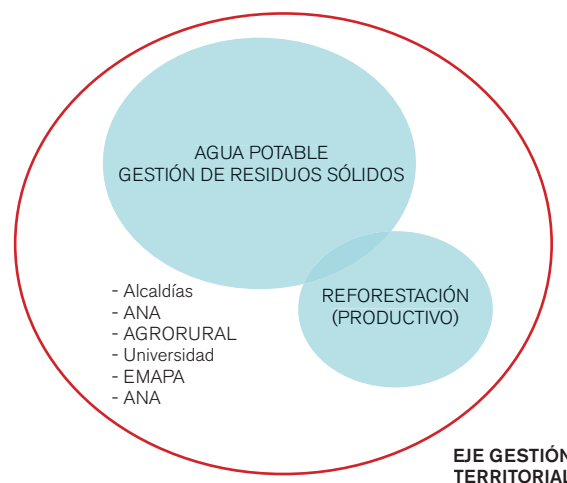 AGUA POTABLE
GESTIÓN DE RESIDUOS SÓLIDOS
REFORESTACIÓN
(PRODUCTIVO)
- Alcaldías
- ANA
- AGRORURAL
- Universidad
- EMAPA
- ANA
EJE GESTIÓN
TERRITORIAL